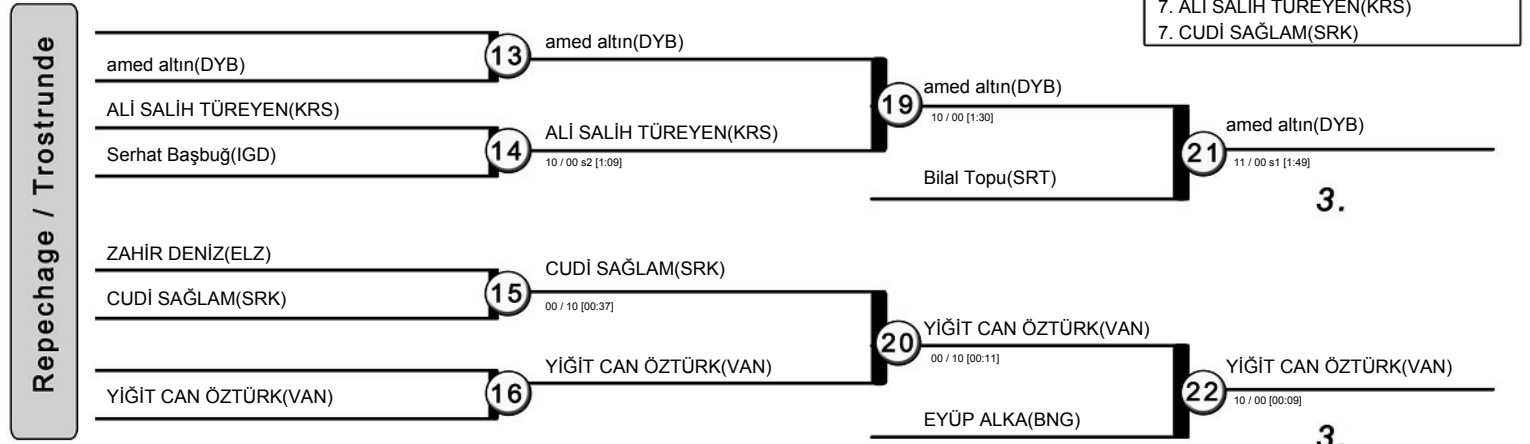 7. ALİ SALİH TÜREYEN(KRS)
7. CUDİ SAĞLAM(SRK)
Repechage / Trostrunde
amed altın(DYB)
13
amed altın(DYB)
ALİ SALİH TÜREYEN(KRS)
Serhat Başbuğ(IGD)
14
ALİ SALİH TÜREYEN(KRS)
10 / 00 s2 [1:09]
19
amed altın(DYB)
10 / 00 [1:30]
Bilal Topu(SRT)
21
amed altın(DYB)
11 / 00 s1 [1:49]
3.
ZAHİR DENİZ(ELZ)
CUDİ SAĞLAM(SRK)
15
CUDİ SAĞLAM(SRK)
00 / 10 [00:37]
YİĞİT CAN ÖZTÜRK(VAN)
16
YİĞİT CAN ÖZTÜRK(VAN)
20
YİĞİT CAN ÖZTÜRK(VAN)
00 / 10 [00:11]
EYÜP ALKA(BNG)
22
YİĞİT CAN ÖZTÜRK(VAN)
10 / 00 [00:09]
3.